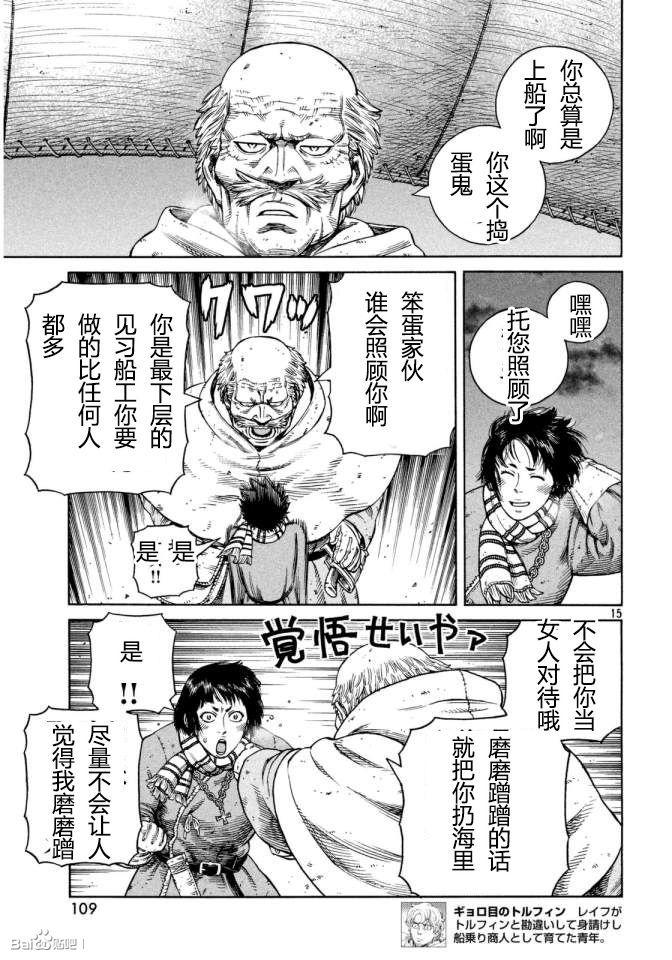 你总算是
上船了啊
你这个捣
蛋鬼
嘿嘿
托您照顾了
笨蛋家伙
谁会照顾你啊
クワッ
你是最下层的
见习船工你要
做的比任何人
都多
是
是!!
15
不会把你当
女人对待哦
磨磨蹭蹭的话
就把你扔海里
覚悟せいやァ
是
!!
尽量不会让人
觉得我磨磨蹭
109
ギョロ目のトルフィン レイフが
トルフィンと勘違いして身請けし
船乗り商人として育てた青年。
Bai贴吧